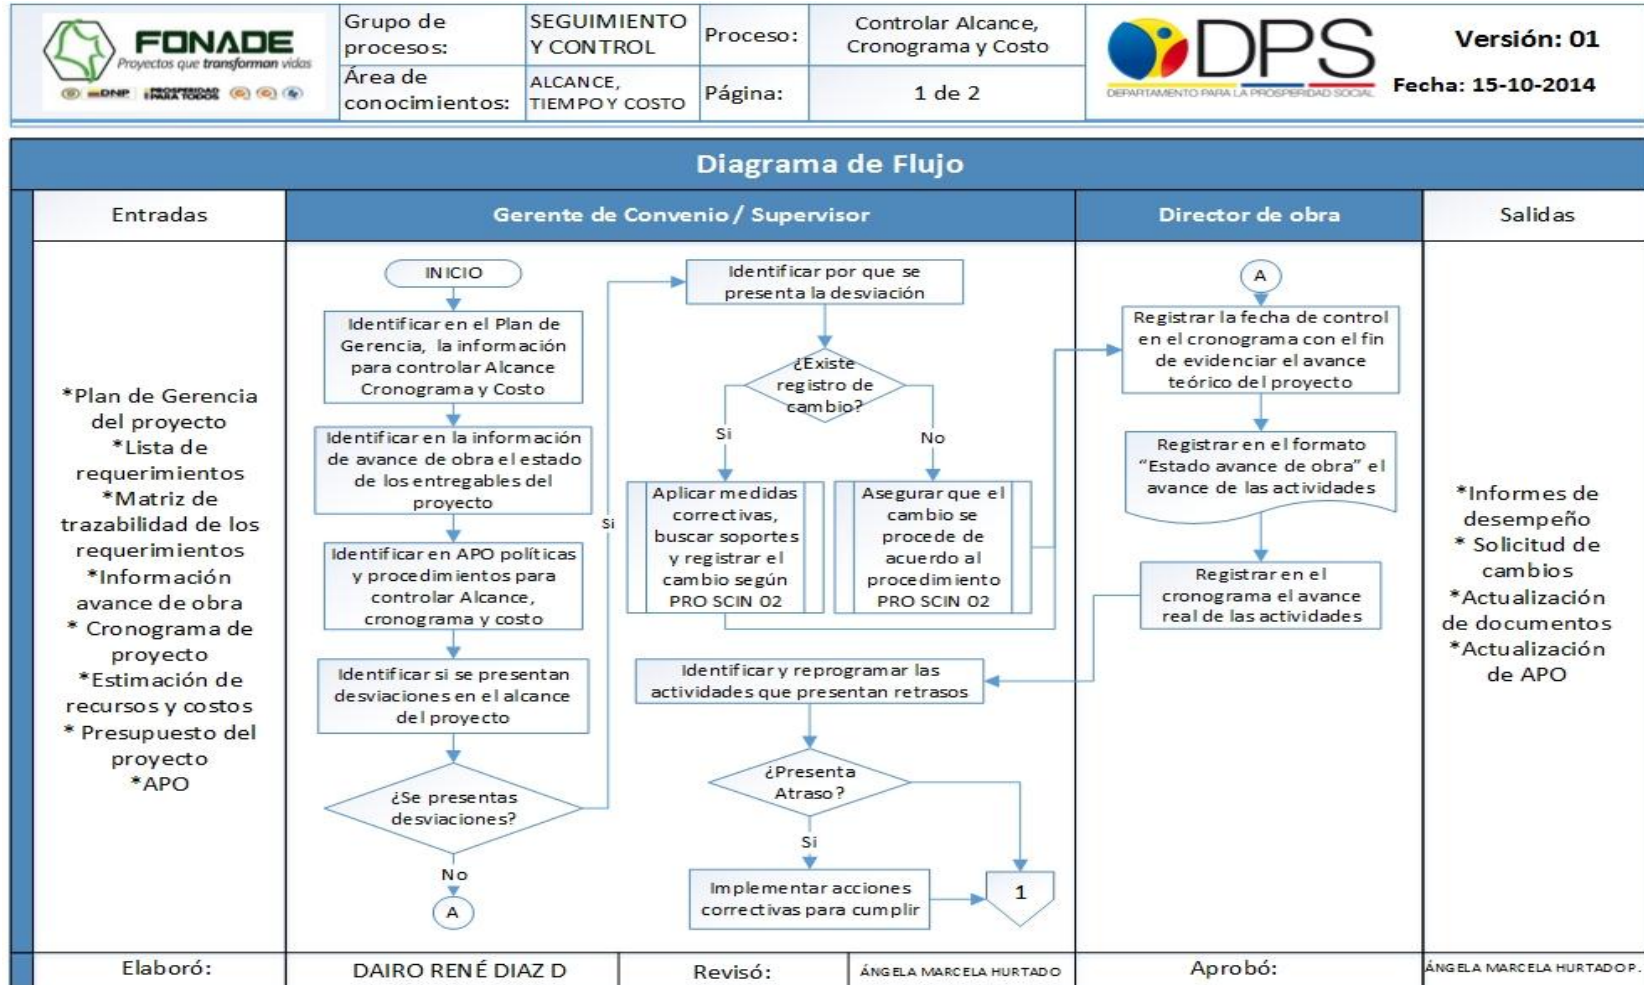 FONADE
Proyectos que transforman vidas
DNP
PROSPERIDAD
PARA TODOS
Grupo de
procesos:
SEGUIMIENTO
Y CONTROL
Proceso:
Controlar Alcance,
Cronograma y Costo
Área de
conocimientos:
ALCANCE,
TIEMPO Y COSTO
Página:
1 de 2
DPS
DEPARTAMENTO PARA LA PROSPERIDAD SOCIAL
Versión: 01
Fecha: 15-10-2014
Diagrama de Flujo
Entradas
Gerente de Convenio / Supervisor
Director de obra
Salidas
*Plan de Gerencia
del proyecto
*Lista de
requerimientos
*Matriz de
trazabilidad de los
requerimientos
*Información
avance de obra
* Cronograma de
proyecto
*Estimación de
recursos y costos
* Presupuesto del
proyecto
*APO
INICIO
Identificar en el Plan de
Gerencia, la información
para controlar Alcance
Cronograma y Costo
Identificar en la información
de avance de obra el estado
de los entregables del
proyecto
Identificar en APO políticas
y procedimientos para
controlar Alcance,
cronograma y costo
Identificar si se presentan
desviaciones en el alcance
del proyecto
¿Se presentas
desviaciones?
No
A
Si
Identificar por que se
presenta la desviación
¿Existe
registro de
cambio?
Si
No
Aplicar medidas
correctivas,
buscar soportes
y registrar el
cambio según
PRO SCIN 02
Asegurar que el
cambio se
procede de
acuerdo al
procedimiento
PRO SCIN 02
Identificar y reprogramar las
actividades que presentan retrasos
¿Presenta
Atraso?
Si
Implementar acciones
correctivas para cumplir
1
A
Registrar la fecha de control
en el cronograma con el fin
de evidenciar el avance
teórico del proyecto
Registrar en el formato
“Estado avance de obra” el
avance de las actividades
Registrar en el
cronograma el avance
real de las actividades
*Informes de
desempeño
* Solicitud de
cambios
*Actualización
de documentos
*Actualización
de APO
Elaboró:
DAIRO RENÉ DIAZ D
Revisó:
ÁNGELA MARCELA HURTADO
Aprobó:
ÁNGELA MARCELA HURTADO P.